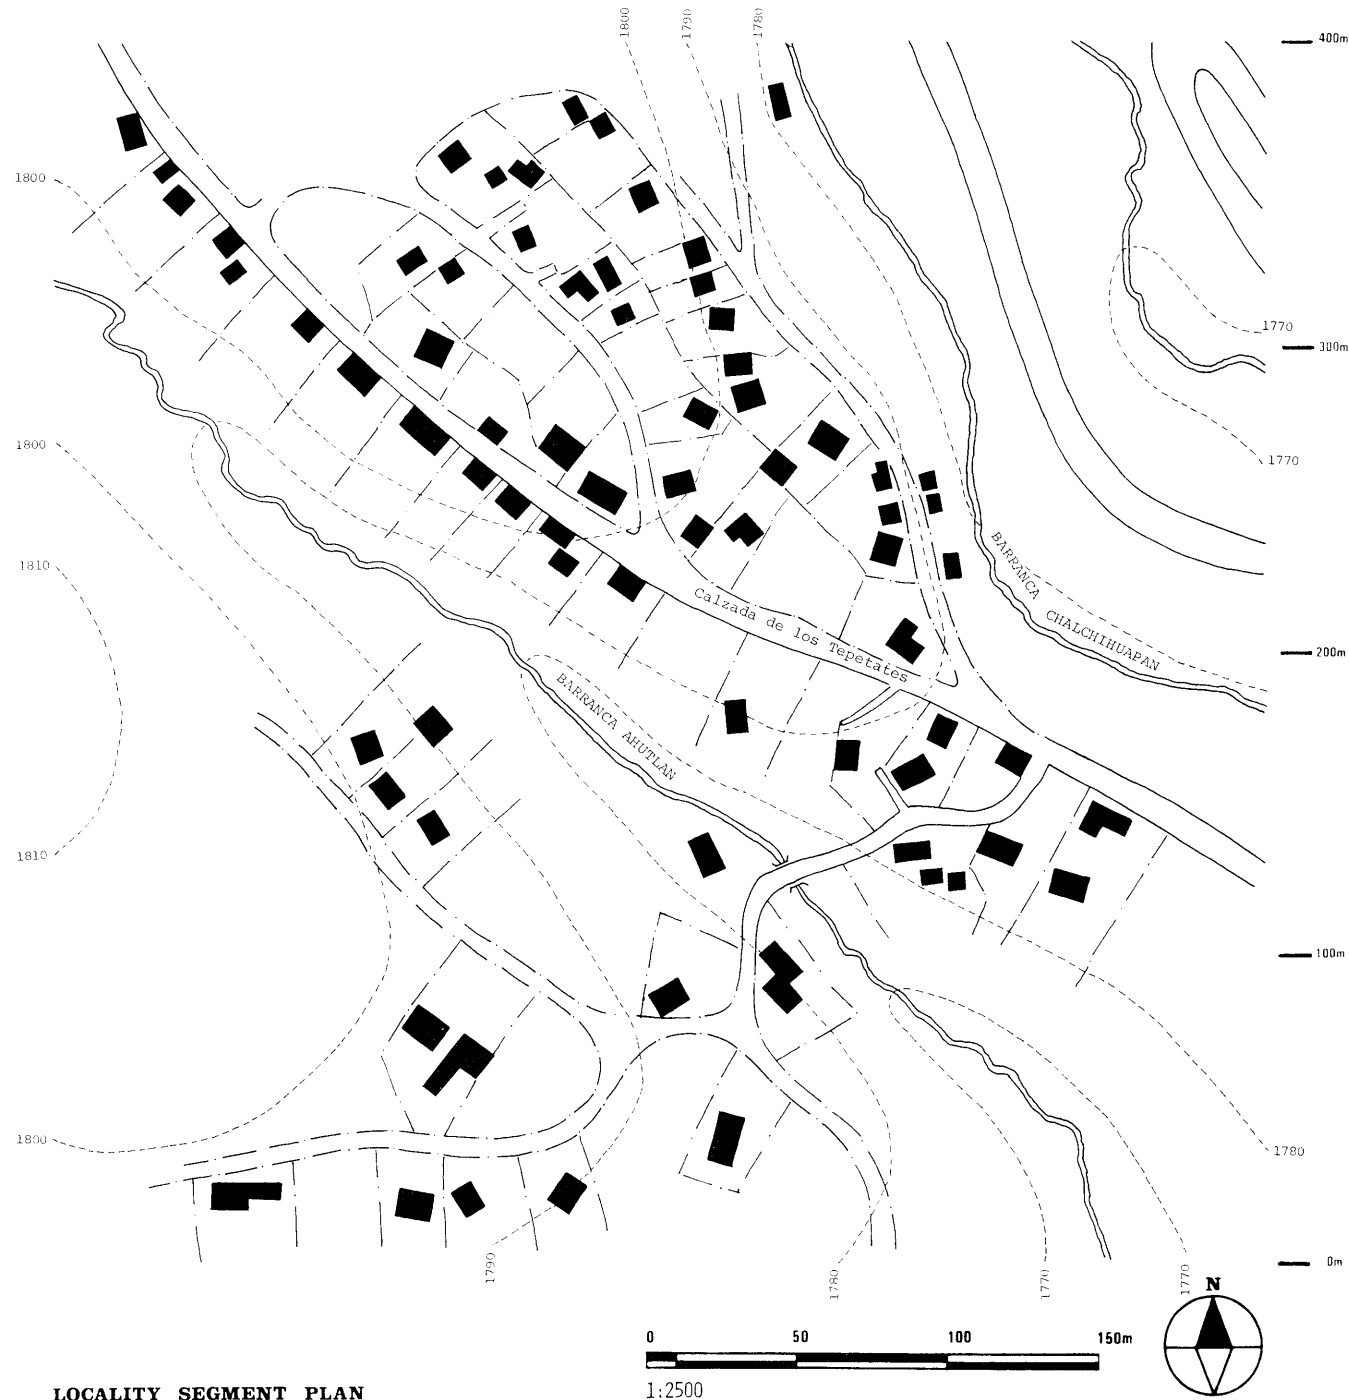 1800
1790
1780
400m
1800
1770
300m
1800
1770
BARRANCA CHALCHIHUAPAN
1810
Calzada de los Tepetates
200m
BARRANCA AHUTLAN
1810
100m
1800
1780
1790
1780
1770
1770
0m
N
0 50 100 150m
1:2500
LOCALITY SEGMENT PLAN